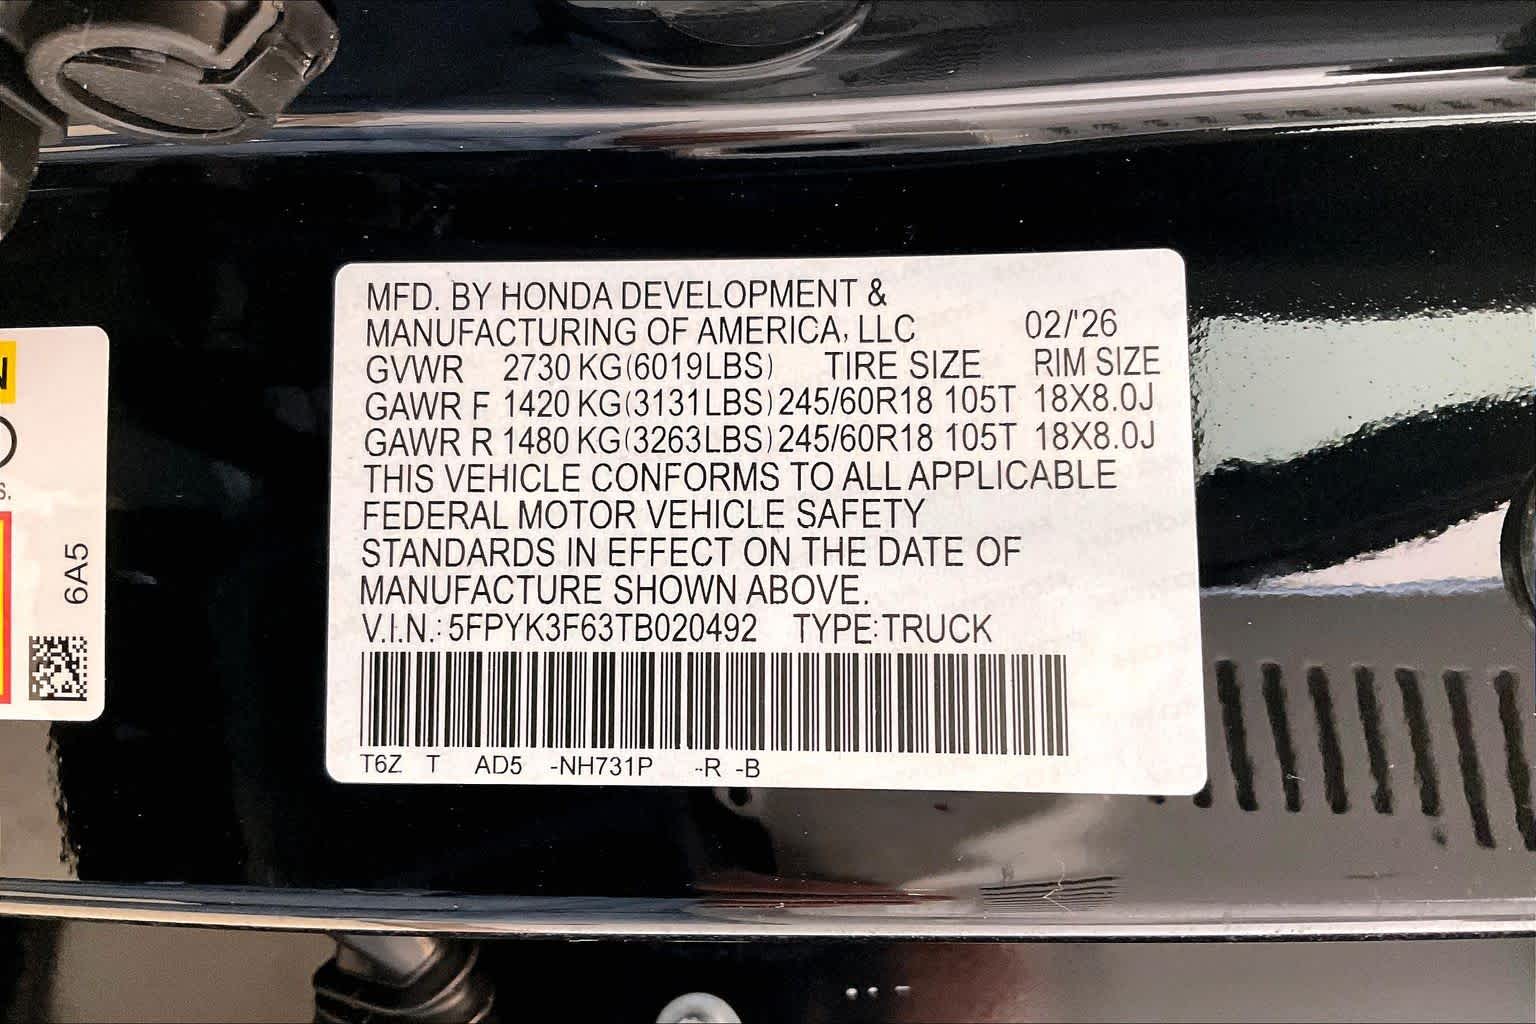 MFD. BY HONDA DEVELOPMENT &
MANUFACTURING OF AMERICA, LLC 02/'26
GVWR 2730 KG(6019LBS) TIRE SIZE RIM SIZE
GAWR F 1420 KG(3131LBS) 245/60R18 105T 18X8.0J
GAWR R 1480 KG(3263LBS) 245/60R18 105T 18X8.0J
THIS VEHICLE CONFORMS TO ALL APPLICABLE
FEDERAL MOTOR VEHICLE SAFETY
STANDARDS IN EFFECT ON THE DATE OF
MANUFACTURE SHOWN ABOVE.
V.I.N.: 5FPYK3F63TB020492 TYPE:TRUCK
T6Z T AD5 -NH731P -R -B
6A5